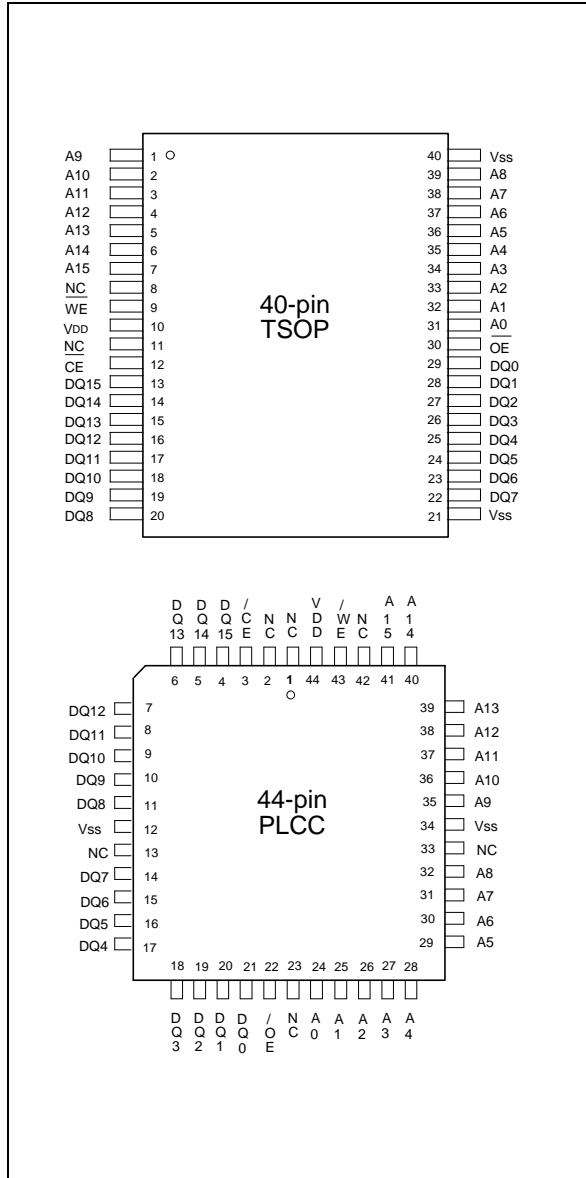 A9 1 40 Vss
A10 2 39 A8
A11 3 38 A7
A12 4 37 A6
A13 5 36 A5
A14 6 35 A4
A15 7 34 A3
NC 8 33 A2
WE 9 32 A1
VDD 10 31 A0
NC 11 30 OE
CE 12 29 DQ0
DQ15 13 28 DQ1
DQ14 14 27 DQ2
DQ13 15 26 DQ3
DQ12 16 25 DQ4
DQ11 17 24 DQ5
DQ10 18 23 DQ6
DQ9 19 22 DQ7
DQ8 20 21 Vss
40-pin
TSOP
DQ13 DQ14 DQ15 /CE NC NC VDD /WE NC A15 A14
6 5 4 3 2 1 44 43 42 41 40
DQ12 7 39 A13
DQ11 8 38 A12
DQ10 9 37 A11
DQ9 10 36 A10
DQ8 11 35 A9
Vss 12 34 Vss
NC 13 33 NC
DQ7 14 32 A8
DQ6 15 31 A7
DQ5 16 30 A6
DQ4 17 29 A5
44-pin
PLCC
18 19 20 21 22 23 24 25 26 27 28
DQ3 DQ2 DQ1 DQ0 /OE NC A0 A1 A2 A3 A4